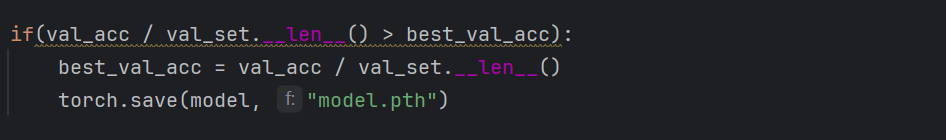 if(val_acc / val_set.__len__() > best_val_acc):
    best_val_acc = val_acc / val_set.__len__()
    torch.save(model, f: "model.pth")